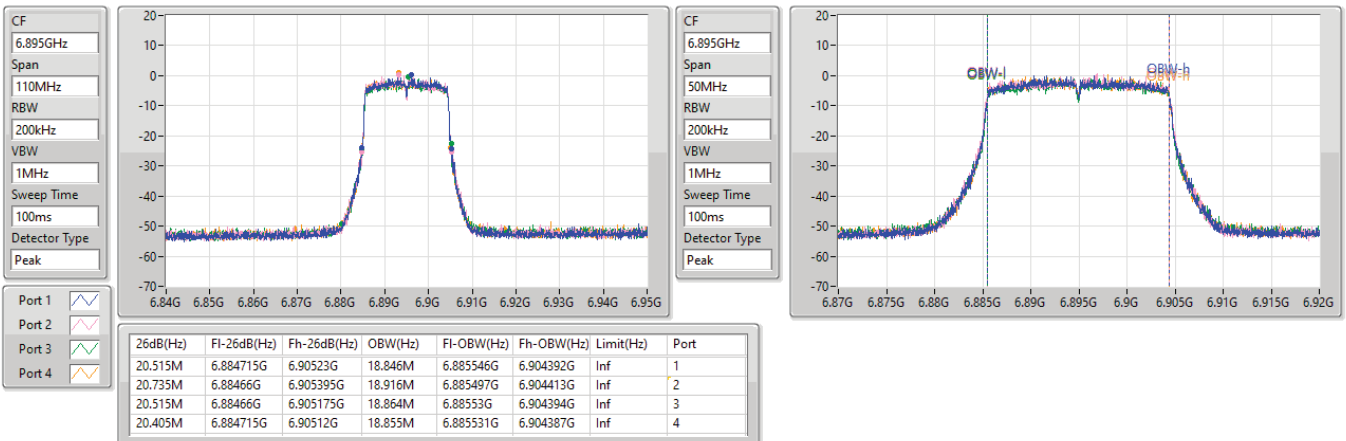 CF
6.895GHz
Span
110MHz
RBW
200kHz
VBW
1MHz
Sweep Time
100ms
Detector Type
Peak
20
10
0
-10
-20
-30
-40
-50
-60
-70
6.84G 6.85G 6.86G 6.87G 6.88G 6.89G 6.9G 6.91G 6.92G 6.93G 6.94G 6.95G
CF
6.895GHz
Span
50MHz
RBW
200kHz
VBW
1MHz
Sweep Time
100ms
Detector Type
Peak
20
10
0
-10
-20
-30
-40
-50
-60
-70
OBW-l
OBW-h
OBW-h
6.87G 6.875G 6.88G 6.885G 6.89G 6.895G 6.9G 6.905G 6.91G 6.915G 6.92G
Port 1
Port 2
Port 3
Port 4
26dB(Hz) Fl-26dB(Hz) Fh-26dB(Hz) OBW(Hz) Fl-OBW(Hz) Fh-OBW(Hz) Limit(Hz) Port
20.515M 6.884715G 6.90523G 18.846M 6.885546G 6.904392G Inf 1
20.735M 6.88466G 6.905395G 18.916M 6.885497G 6.904413G Inf 2
20.515M 6.88466G 6.905175G 18.864M 6.88553G 6.904394G Inf 3
20.405M 6.884715G 6.90512G 18.855M 6.885531G 6.904387G Inf 4